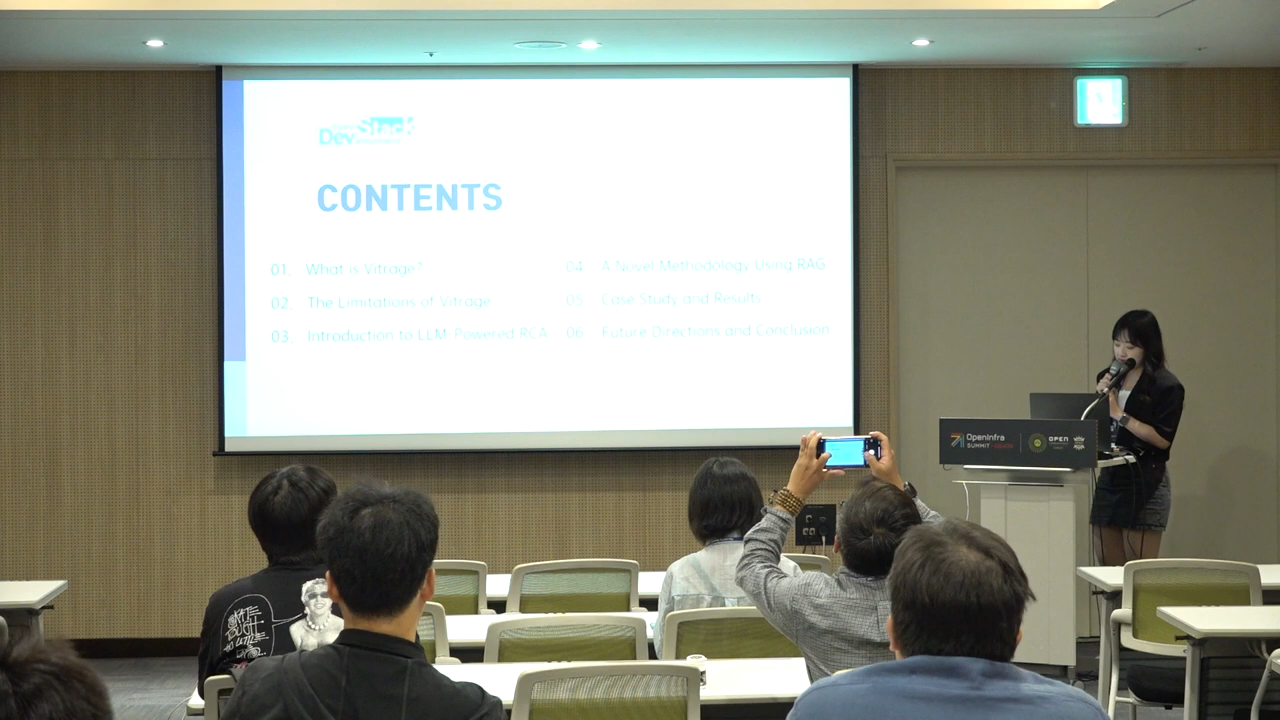 DevStack
CONTENTS
01. What is Vitrage?
02. The Limitations of Vitrage
03. Introduction to LLM-Powered RCA
04. A Novel Methodology Using RAG
05. Case Study and Results
06. Future Directions and Conclusion
OpenInfra
SUMMIT
OPEN